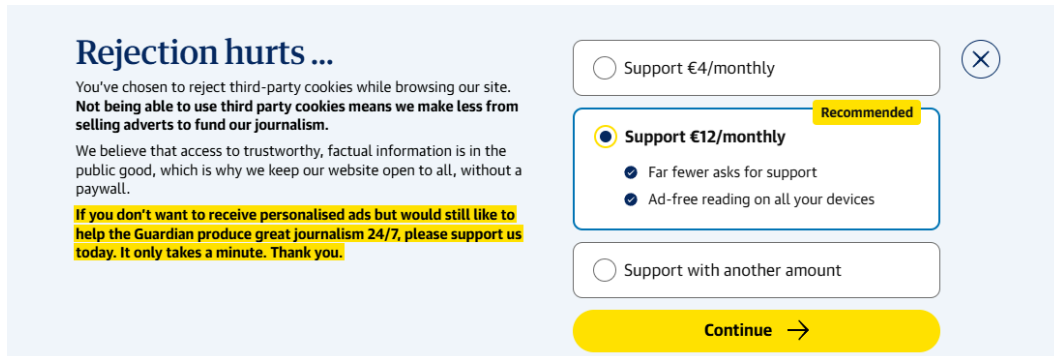 Rejection hurts ...
You've chosen to reject third-party cookies while browsing our site.
Not being able to use third party cookies means we make less from
selling adverts to fund our journalism.
We believe that access to trustworthy, factual information is in the
public good, which is why we keep our website open to all, without a
paywall.
If you don't want to receive personalised ads but would still like to
help the Guardian produce great journalism 24/7, please support us
today. It only takes a minute. Thank you.
Support €4/monthly
Recommended
Support €12/monthly
Far fewer asks for support
Ad-free reading on all your devices
Support with another amount
Continue